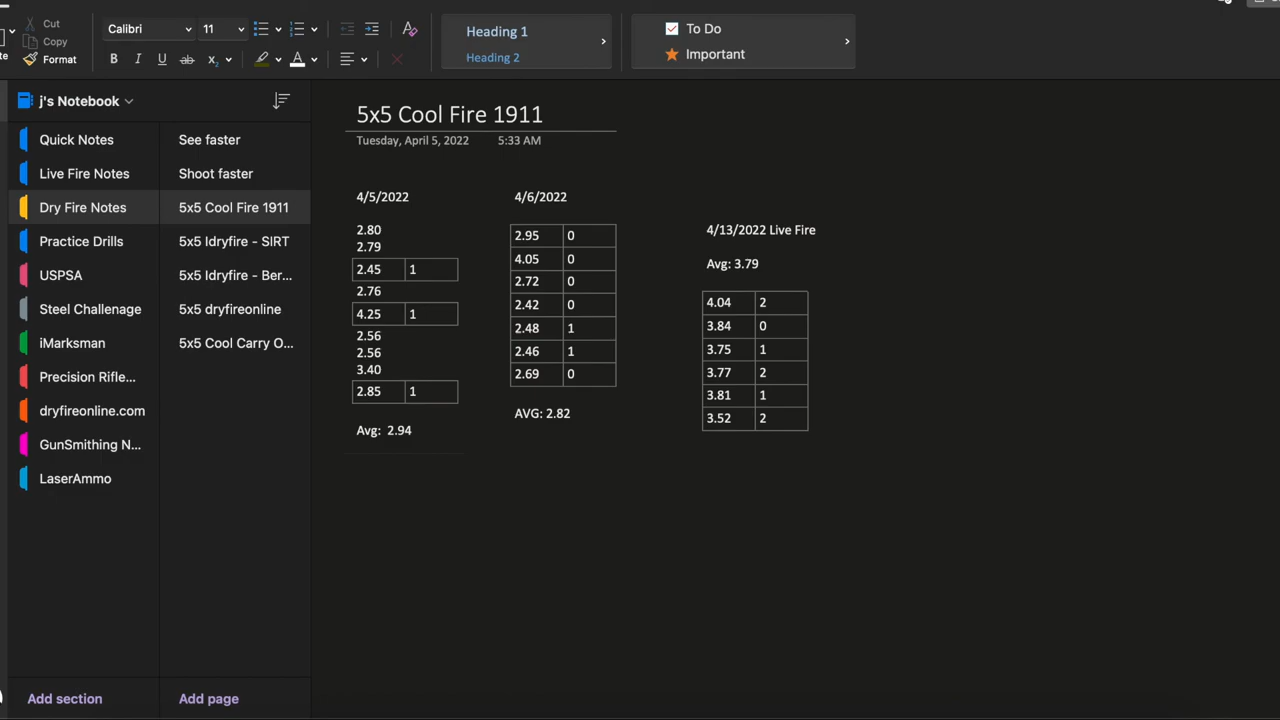 Cut
Copy
Format
Calibri
11
B I U ab x2 A
Heading 1
Heading 2
To Do
Important
j's Notebook
Quick Notes
Live Fire Notes
Dry Fire Notes
Practice Drills
USPSA
Steel Challenage
iMarksman
Precision Rifle...
dryfireonline.com
GunSmithing N...
LaserAmmo
Add section
See faster
Shoot faster
5x5 Cool Fire 1911
5x5 Idryfire - SIRT
5x5 Idryfire - Ber...
5x5 dryfireonline
5x5 Cool Carry O...
Add page
5x5 Cool Fire 1911
Tuesday, April 5, 2022 5:33 AM
4/5/2022
2.80
2.79
2.45 1
2.76
4.25 1
2.56
2.56
3.40
2.85 1
Avg: 2.94
4/6/2022
2.95 0
4.05 0
2.72 0
2.42 0
2.48 1
2.46 1
2.69 0
AVG: 2.82
4/13/2022 Live Fire
Avg: 3.79
4.04 2
3.84 0
3.75 1
3.77 2
3.81 1
3.52 2